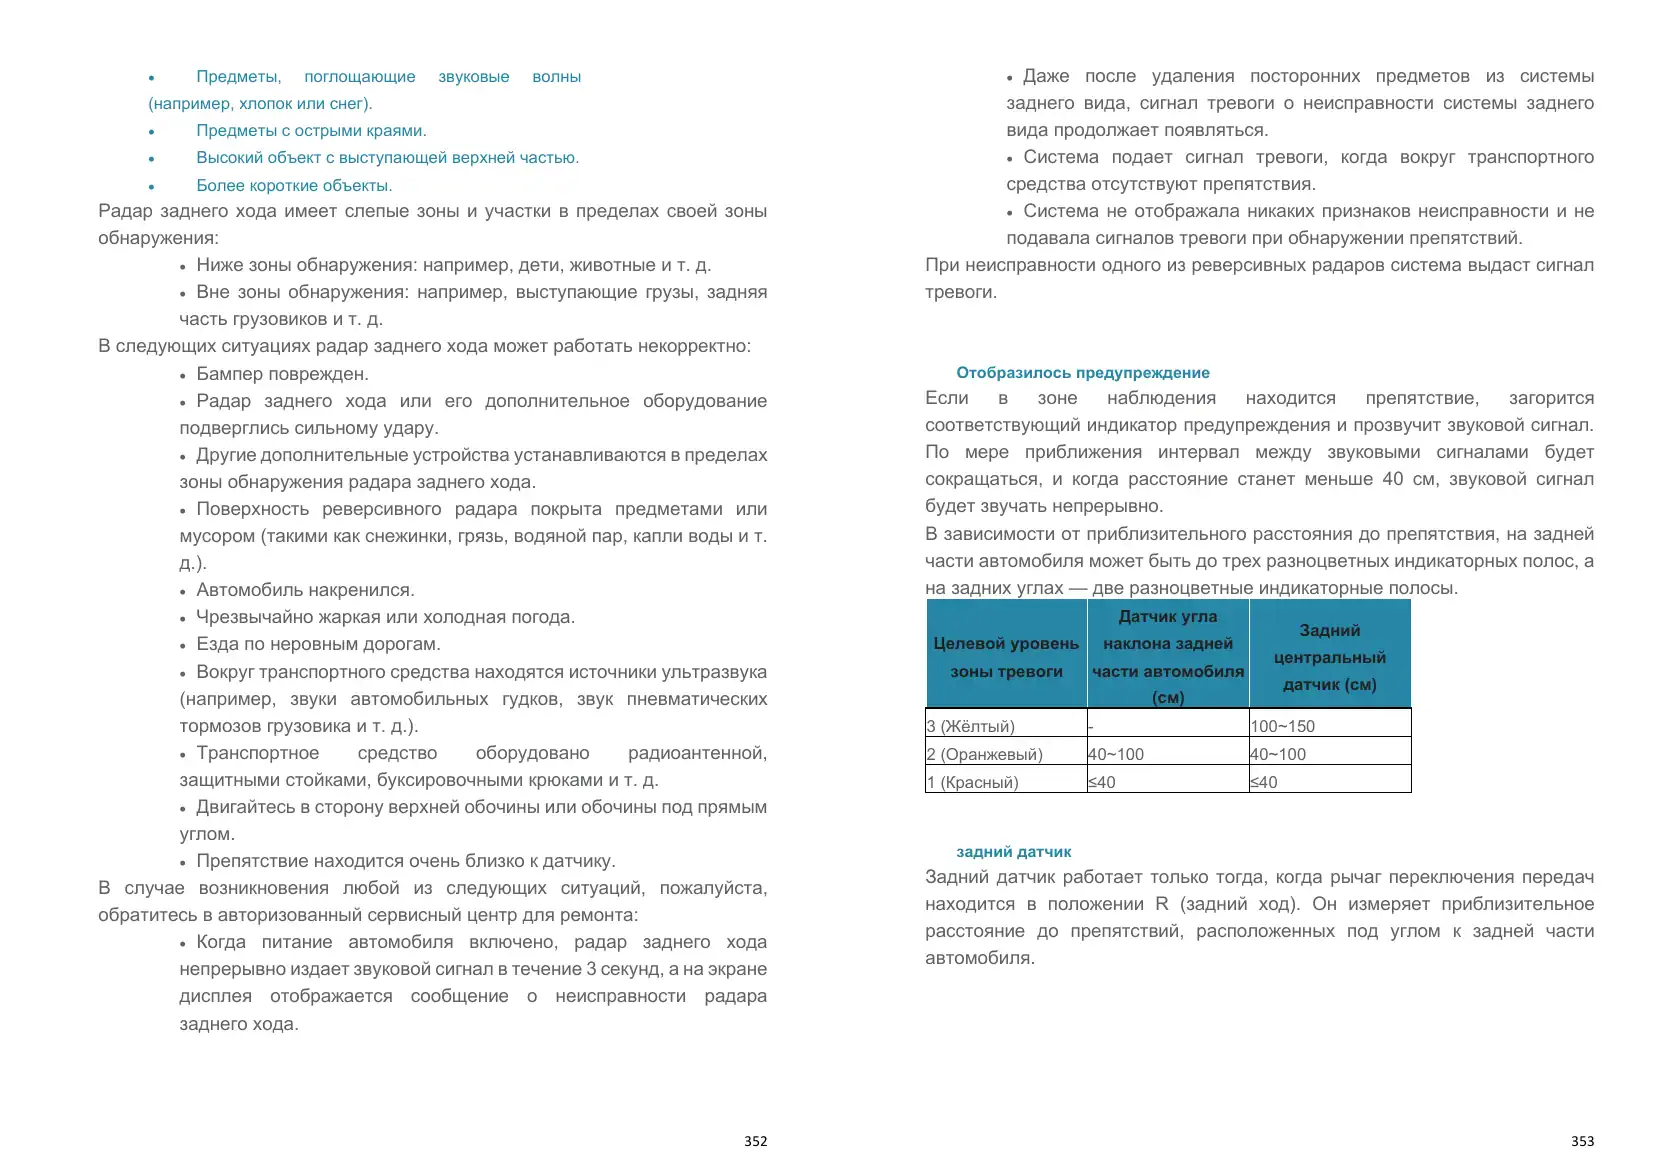 • Предметы, поглощающие звуковые волны
(например, хлопок или снег).
• Предметы с острыми краями.
• Высокий объект с выступающей верхней частью.
• Более короткие объекты.
Радар заднего хода имеет слепые зоны и участки в пределах своей зоны
обнаружения:
• Ниже зоны обнаружения: например, дети, животные и т. д.
• Вне зоны обнаружения: например, выступающие грузы, задняя
часть грузовиков и т. д.
В следующих ситуациях радар заднего хода может работать некорректно:
• Бампер поврежден.
• Радар заднего хода или его дополнительное оборудование
подверглись сильному удару.
• Другие дополнительные устройства устанавливаются в пределах
зоны обнаружения радара заднего хода.
• Поверхность реверсивного радара покрыта предметами или
мусором (такими как снежинки, грязь, водяной пар, капли воды и т.
д.).
• Автомобиль накренился.
• Чрезвычайно жаркая или холодная погода.
• Езда по неровным дорогам.
• Вокруг транспортного средства находятся источники ультразвука
(например, звуки автомобильных гудков, звук пневматических
тормозов грузовика и т. д.).
• Транспортное средство оборудовано радиоантенной,
защитными стойками, буксировочными крюками и т. д.
• Двигайтесь в сторону верхней обочины или обочины под прямым
углом.
• Препятствие находится очень близко к датчику.
В случае возникновения любой из следующих ситуаций, пожалуйста,
обратитесь в авторизованный сервисный центр для ремонта:
• Когда питание автомобиля включено, радар заднего хода
непрерывно издает звуковой сигнал в течение 3 секунд, а на экране
дисплея отображается сообщение о неисправности радара
заднего хода.
352
• Даже после удаления посторонних предметов из системы
заднего вида, сигнал тревоги о неисправности системы заднего
вида продолжает появляться.
• Система подает сигнал тревоги, когда вокруг транспортного
средства отсутствуют препятствия.
• Система не отображала никаких признаков неисправности и не
подавала сигналов тревоги при обнаружении препятствий.
При неисправности одного из реверсивных радаров система выдаст сигнал
тревоги.
Отобразилось предупреждение
Если в зоне наблюдения находится препятствие, загорится
соответствующий индикатор предупреждения и прозвучит звуковой сигнал.
По мере приближения интервал между звуковыми сигналами будет
сокращаться, и когда расстояние станет меньше 40 см, звуковой сигнал
будет звучать непрерывно.
В зависимости от приблизительного расстояния до препятствия, на задней
части автомобиля может быть до трех разноцветных индикаторных полос, а
на задних углах — две разноцветные индикаторные полосы.
Целевой уровень
зоны тревоги
Датчик угла
наклона задней
части автомобиля
(см)
Задний
центральный
датчик (см)
3 (Жёлтый) - 100~150
2 (Оранжевый) 40~100 40~100
1 (Красный) ≤40 ≤40
задний датчик
Задний датчик работает только тогда, когда рычаг переключения передач
находится в положении R (задний ход). Он измеряет приблизительное
расстояние до препятствий, расположенных под углом к задней части
автомобиля.
353